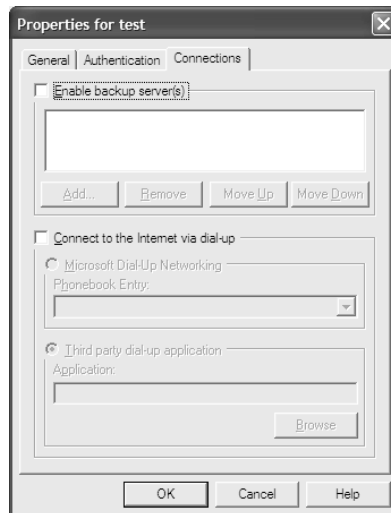 Properties for test
General Authentication Connections
Enable backup server(s)
Add... Remove Move Up Move Down
Connect to the Internet via dial-up
Microsoft Dial-Up Networking
Phonebook Entry:
Third party dial-up application
Application:
Browse
OK Cancel Help